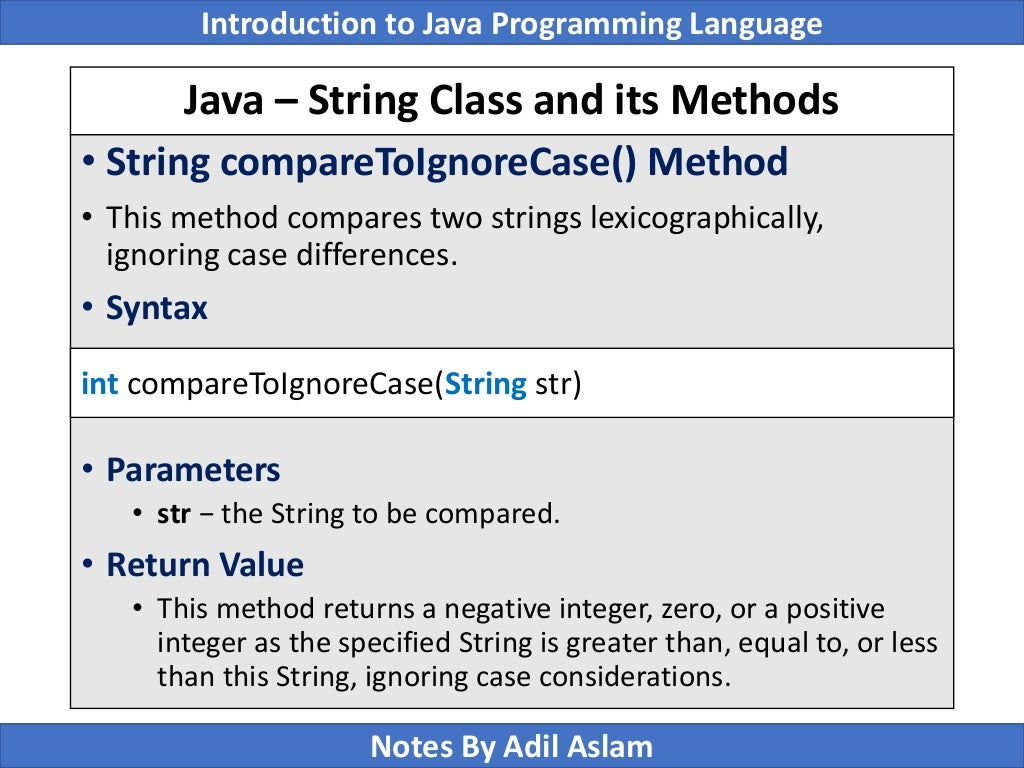 Introduction to Java Programming Language
Java – String Class and its Methods
• String compareToIgnoreCase() Method
• This method compares two strings lexicographically,
ignoring case differences.
• Syntax
int compareToIgnoreCase(String str)
• Parameters
• str − the String to be compared.
• Return Value
• This method returns a negative integer, zero, or a positive
integer as the specified String is greater than, equal to, or less
than this String, ignoring case considerations.
Notes By Adil Aslam